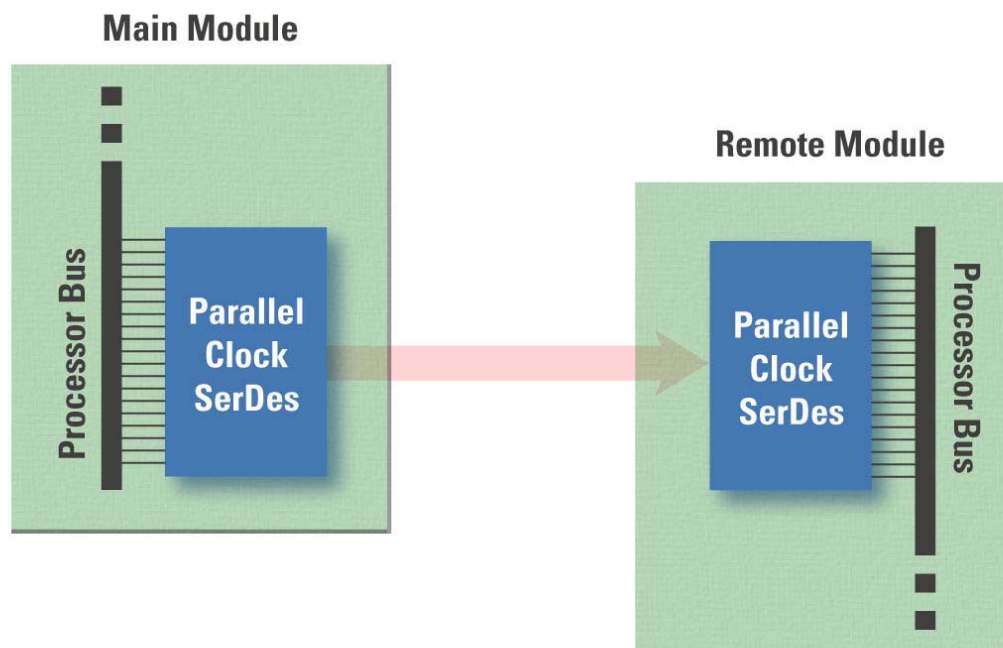 Main Module
Processor Bus
Parallel
Clock
SerDes
Remote Module
Parallel
Clock
SerDes
Processor Bus